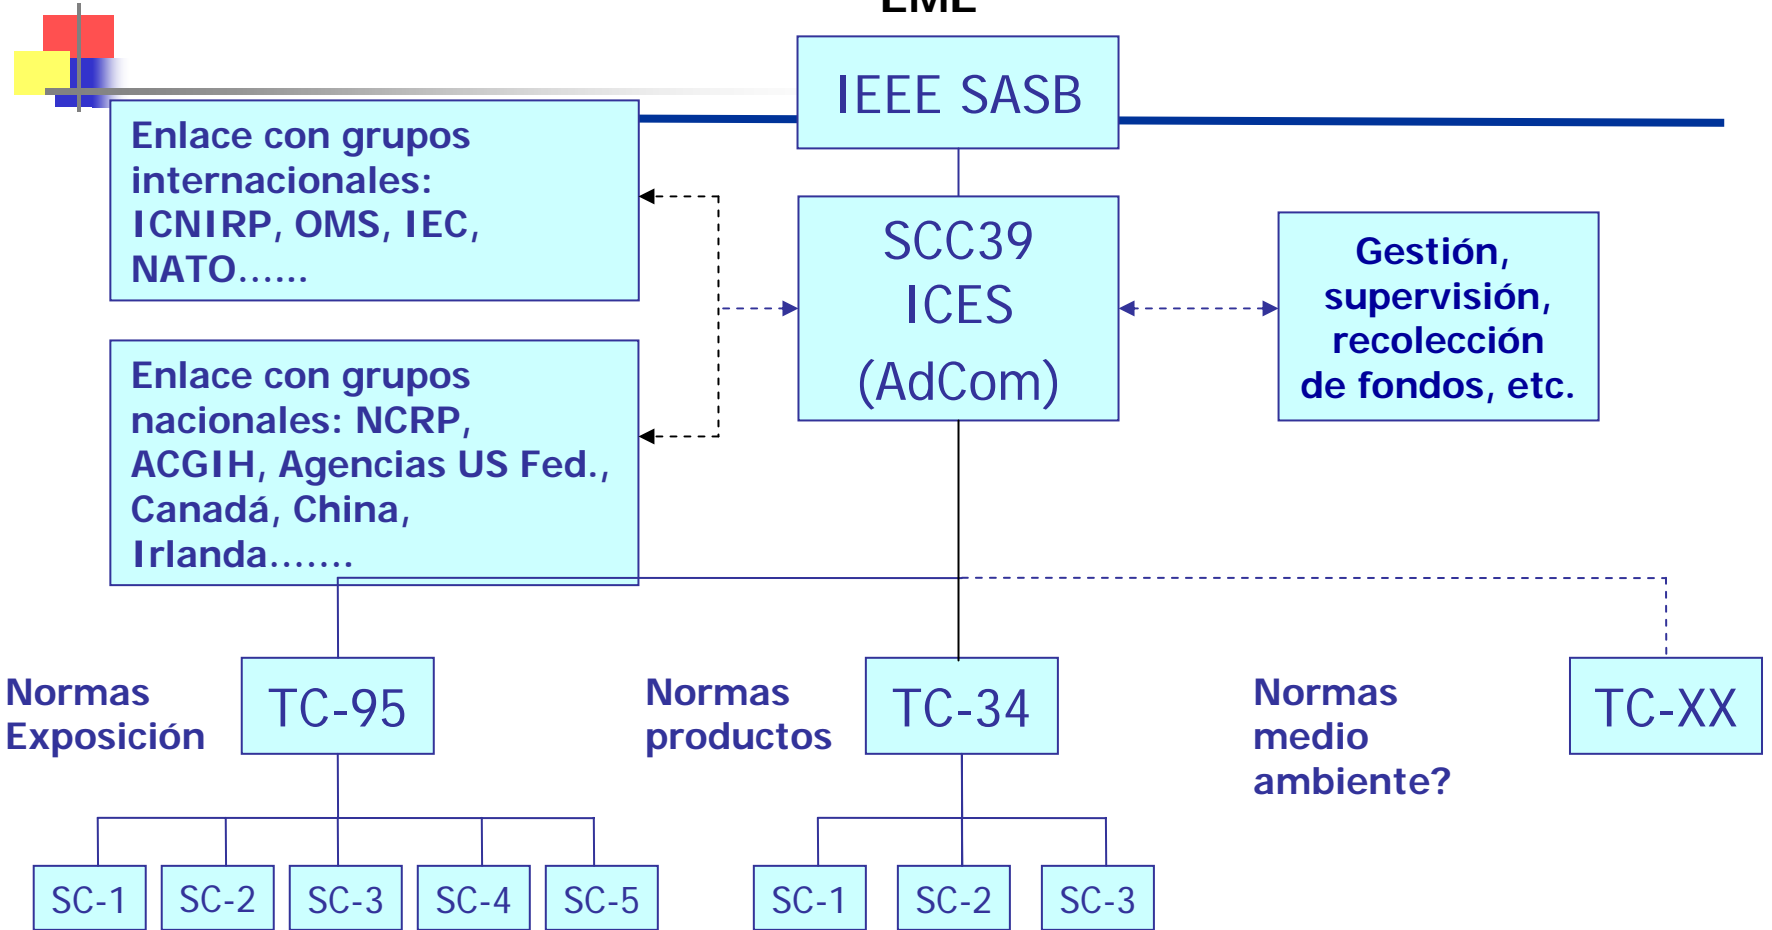 IEEE SASB
Enlace con grupos
internacionales:
ICNIRP, OMS, IEC,
NATO......
SCC39
ICES
(AdCom)
Gestión,
supervisión,
recolección
de fondos, etc.
Enlace con grupos
nacionales: NCRP,
ACGIH, Agencias US Fed.,
Canadá, China,
Irlanda.......
Normas
Exposición
TC-95
Normas
productos
TC-34
Normas
medio
ambiente?
TC-XX
SC-1
SC-2
SC-3
SC-4
SC-5
SC-1
SC-2
SC-3